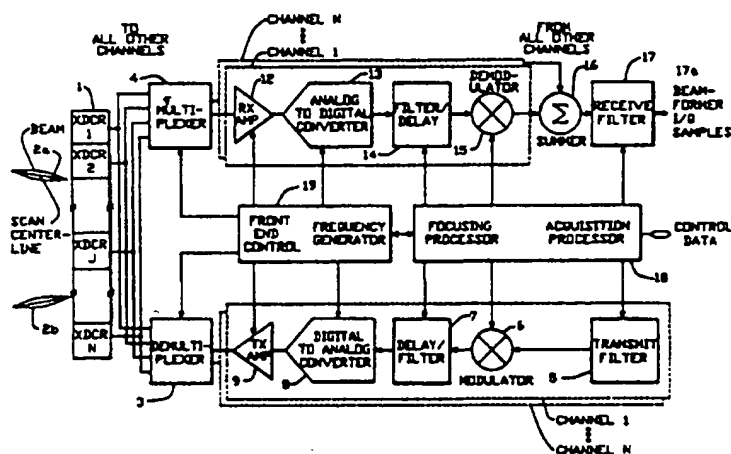 TO
ALL OTHER
CHANNELS
CHANNEL N
CHANNEL 1
FROM
ALL OTHER
CHANNELS
16
17
17a
BEAM-
FORMER
I/Q
SAMPLES
4
MULTI-
PLEXER
12
RX
AMP
13
ANALOG
TO DIGITAL
CONVERTER
FILTER/
DELAY
14
DEMOD-
ULATOR
15
Σ
SUMMER
RECEIVE
FILTER
1
BEAM
2a
XDCR
1
XDCR
2
SCAN
CENTER-
LINE
XDCR
J
2b
XDCR
N
19
FRONT
END
CONTROL
FREQUENCY
GENERATOR
FOCUSING
PROCESSOR
ACQUISITION
PROCESSOR
CONTROL
DATA
18
DEMULTI-
PLEXER
3
TX
AMP
9
DIGITAL
TO ANALOG
CONVERTER
8
7
DELAY/
FILTER
6
MODULATOR
TRANSMIT
FILTER
5
CHANNEL 1
CHANNEL N